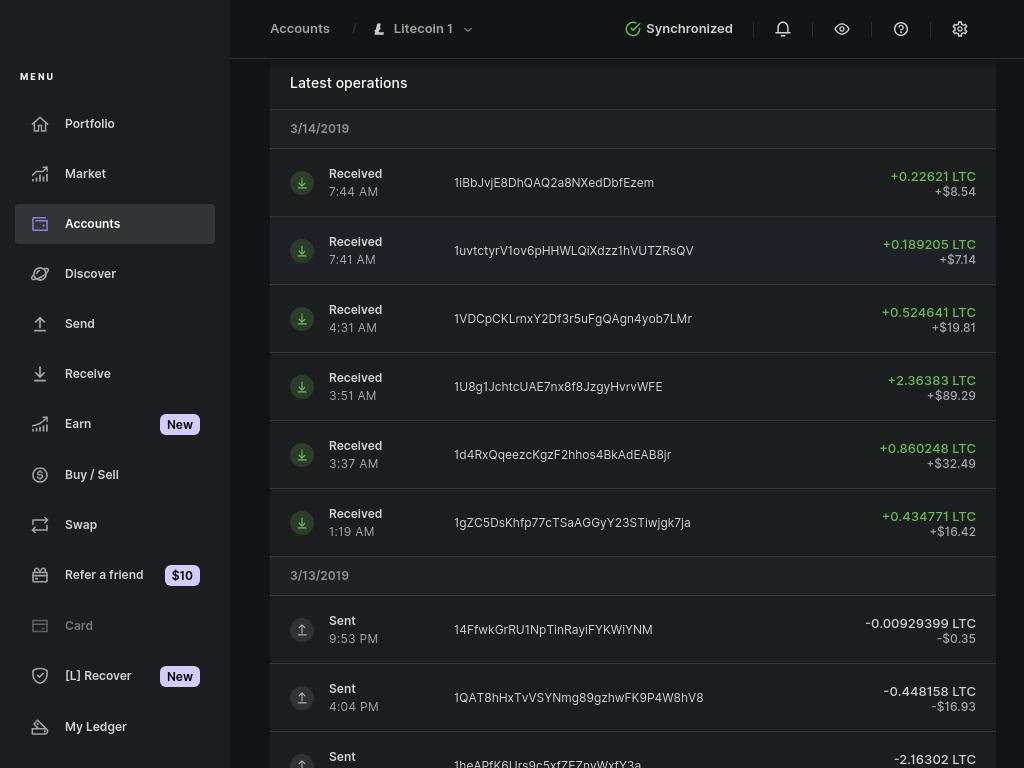 Accounts / Litecoin 1
Synchronized
MENU
Portfolio
Market
Accounts
Discover
Send
Receive
Earn New
Buy / Sell
Swap
Refer a friend $10
Card
[L] Recover New
My Ledger
Latest operations
3/14/2019
Received
7:44 AM
1iBbJvjE8DhQAQ2a8NXedDbfEzem
+0.22621 LTC
+$8.54
Received
7:41 AM
1uvtctyrV1ov6pHHWLQiXdzz1hVUTZRsQV
+0.189205 LTC
+$7.14
Received
4:31 AM
1VDCpCKLrnxY2Df3r5uFgQAgn4yob7LMr
+0.524641 LTC
+$19.81
Received
3:51 AM
1U8g1JchtcUAE7nx8f8JzgyHvrvWFE
+2.36383 LTC
+$89.29
Received
3:37 AM
1d4RxQqeezcKgzF2hhos4BkAdEAB8jr
+0.860248 LTC
+$32.49
Received
1:19 AM
1gZC5DsKhfp77cTSaAGGyY23STiwjgk7ja
+0.434771 LTC
+$16.42
3/13/2019
Sent
9:53 PM
14FfwkGrRU1NpTinRayiFYKWiYNM
-0.00929399 LTC
-$0.35
Sent
4:04 PM
1QAT8hHxTvVSYNmg89gzhwFK9P4W8hV8
-0.448158 LTC
-$16.93
Sent
-2.16302 LTC